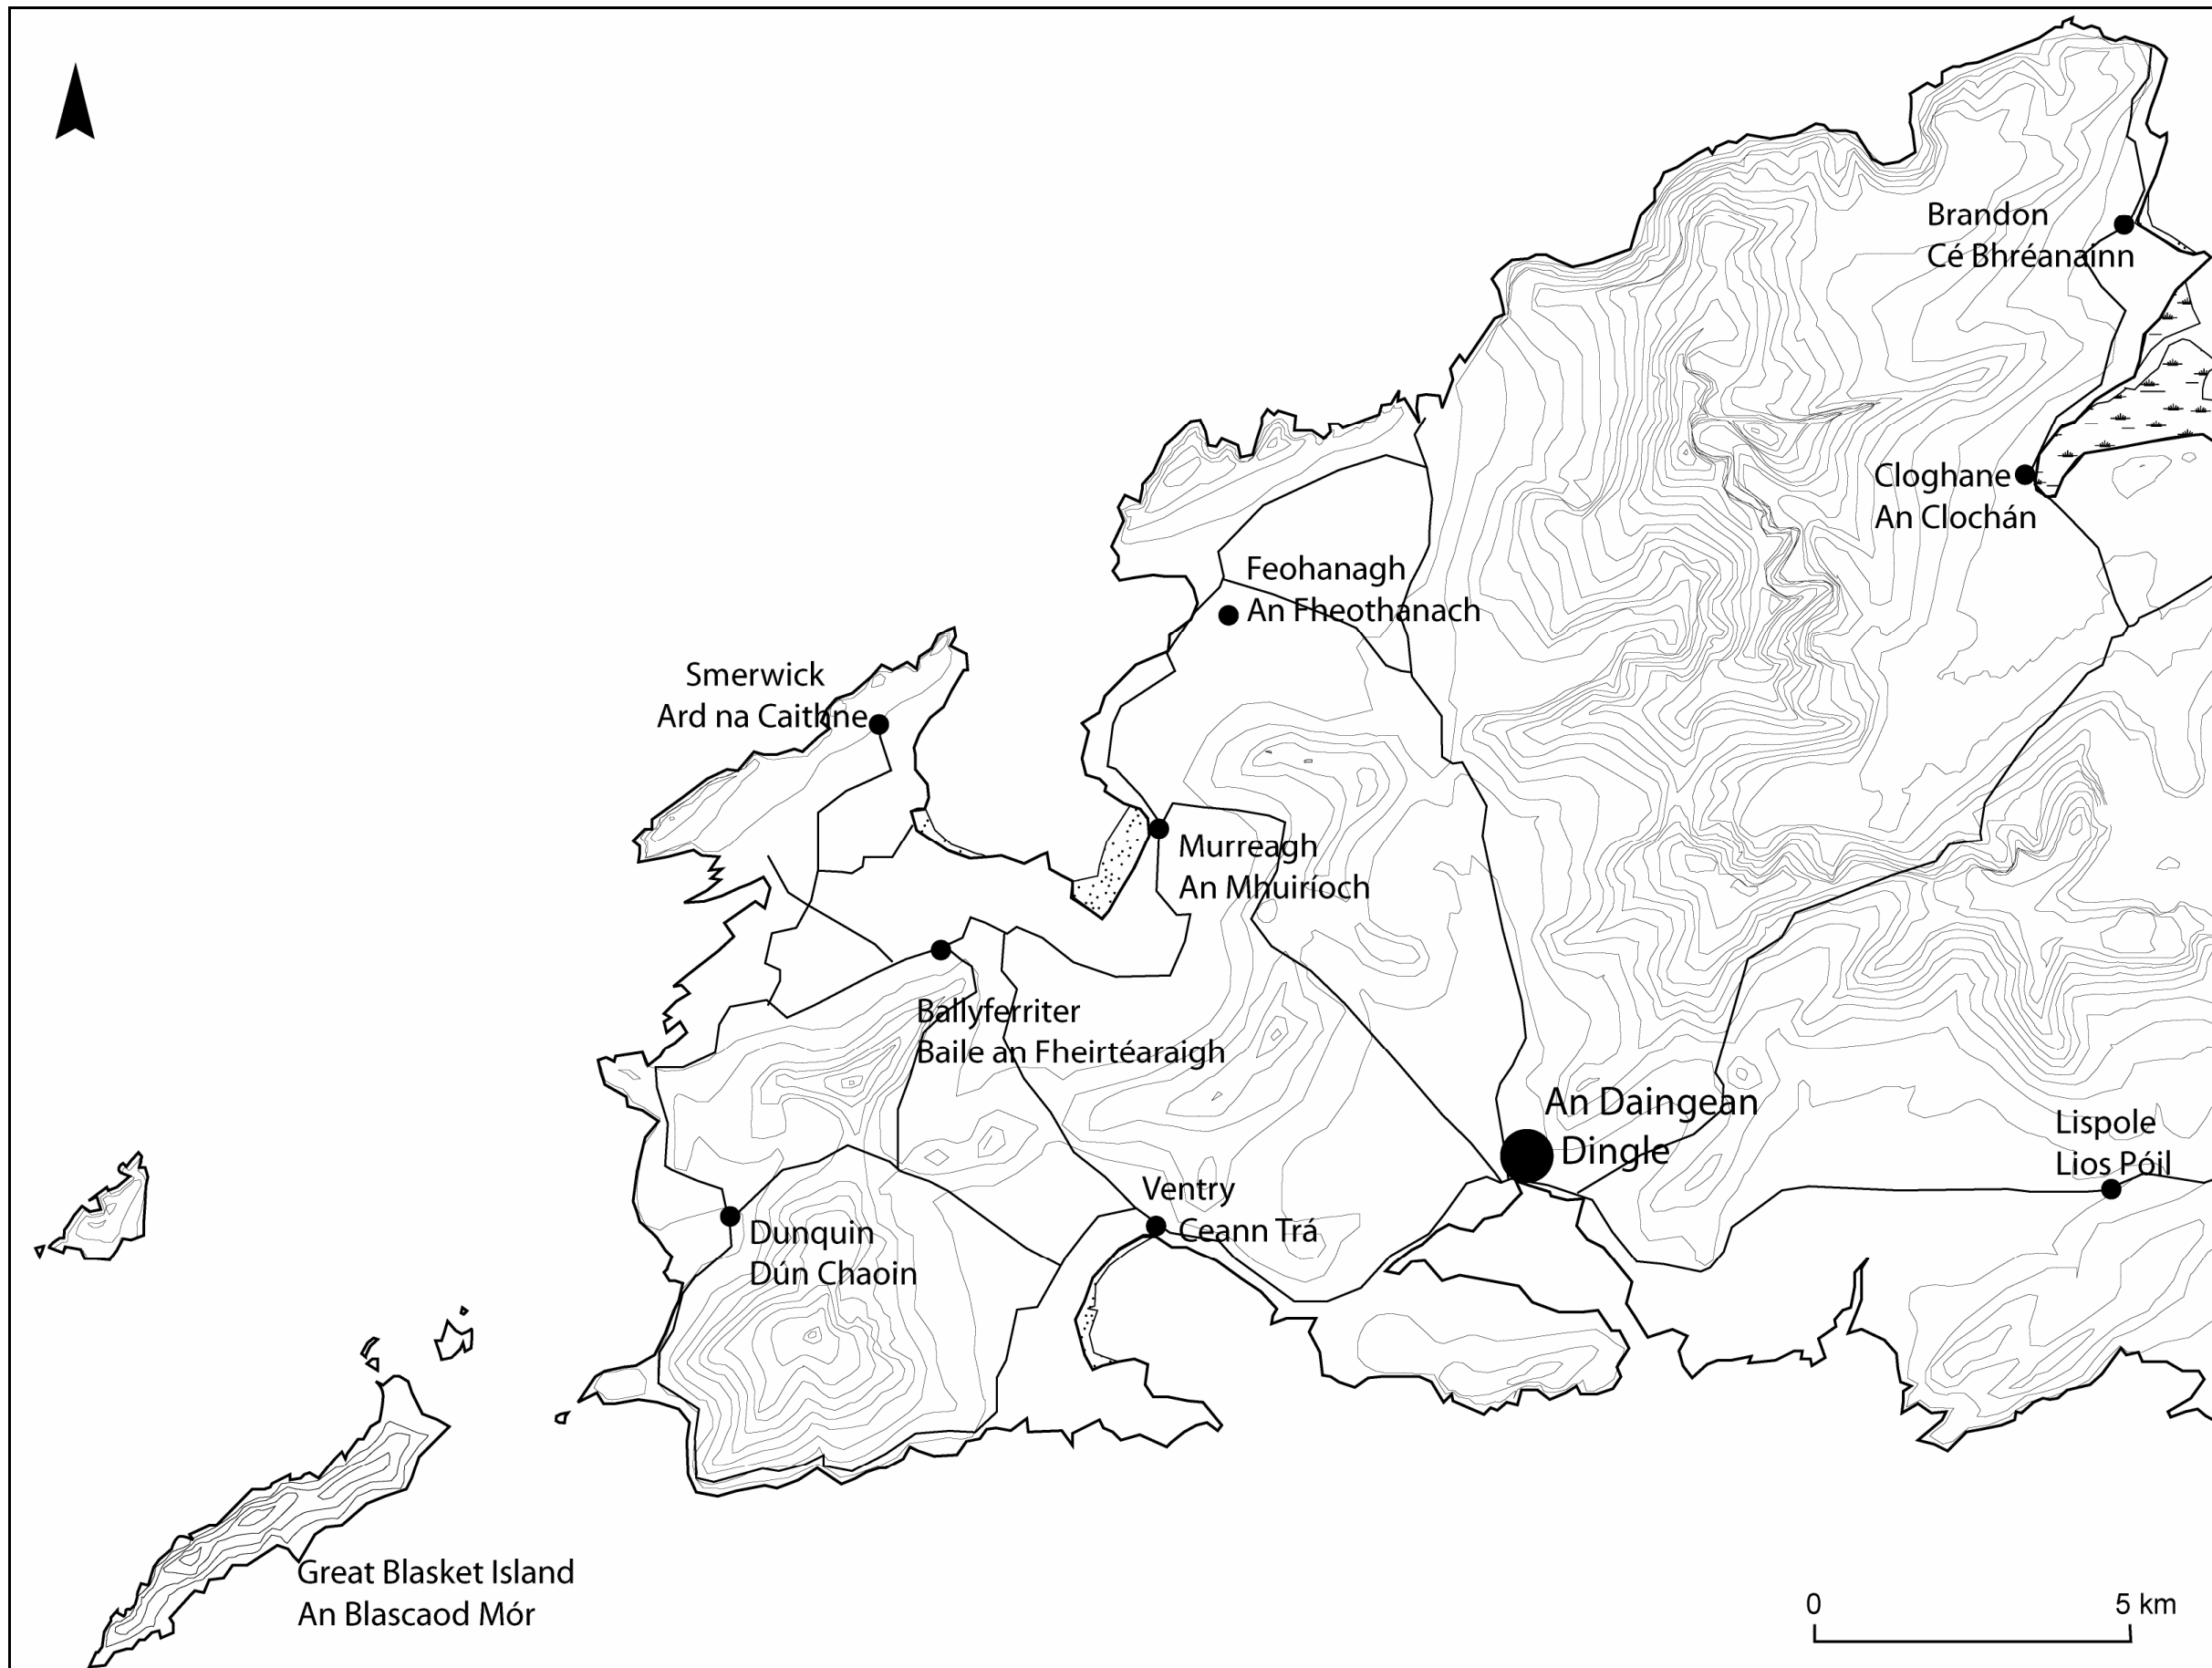 Brandon
Cé Bhréanainn
Cloghane
An Clochán
Feohanagh
An Fheothanach
Smerwick
Ard na Caithne
Murreagh
An Mhuiríoch
Ballyferriter
Baile an Fheirtéaraigh
An Daingean
Dingle
Lispole
Lios Póil
Ventry
Ceann Trá
Dunquin
Dún Chaoin
Great Blasket Island
An Blascaod Mór
0 5 km